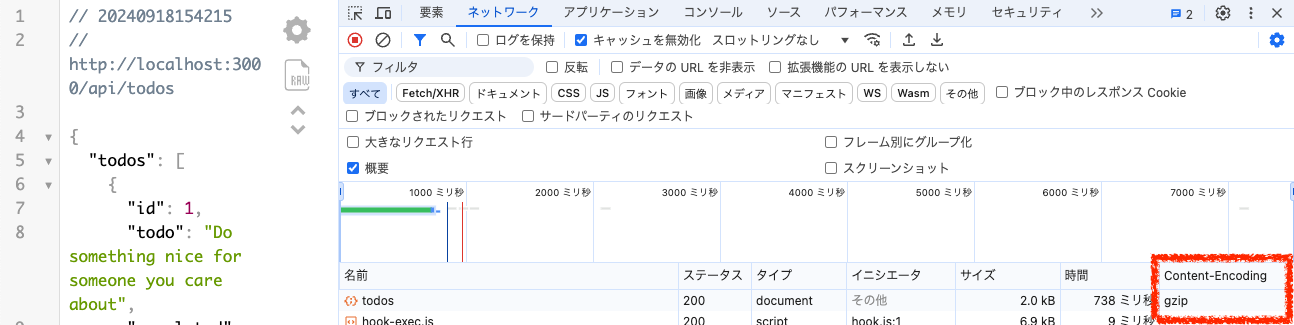 1 // 20240918154215
2 //
http://localhost:300
0/api/todos
3
4 {
5 "todos": [
6 {
7 "id": 1,
8 "todo": "Do
something nice for
someone you care
about",
RAW
要素 ネットワーク アプリケーション コンソール ソース パフォーマンス メモリ セキュリティ 2
ログを保持 キャッシュを無効化 スロットリングなし
フィルタ 反転 データの URL を非表示 拡張機能の URL を表示しない
すべて Fetch/XHR ドキュメント CSS JS フォント 画像 メディア マニフェスト WS Wasm その他 ブロック中のレスポンス Cookie
ブロックされたリクエスト サードパーティのリクエスト
大きなリクエスト行 フレーム別にグループ化
概要 スクリーンショット
1000 ミリ秒 2000 ミリ秒 3000 ミリ秒 4000 ミリ秒 5000 ミリ秒 6000 ミリ秒 7000 ミリ秒
名前 ステータス タイプ イニシエータ サイズ 時間 Content-Encoding
todos 200 document その他 2.0 kB 738 ミリ秒 gzip
hook-exec.js 200 script hook.js:1 6.9 kB 9 ミリ秒